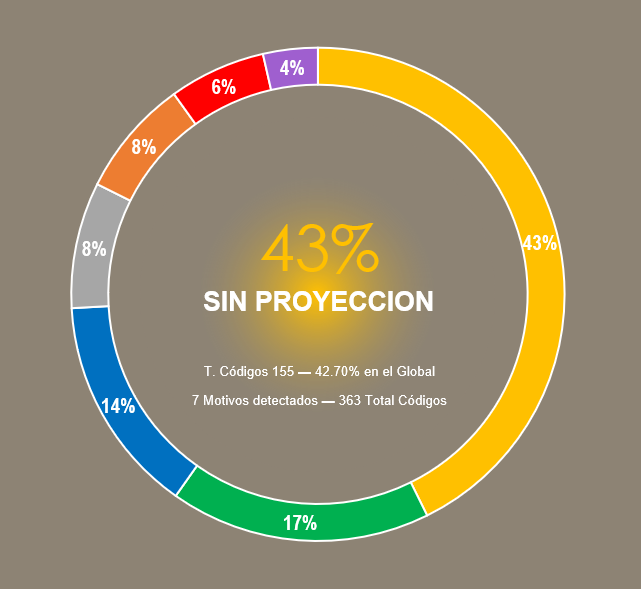 4%
6%
8%
8%
43%
43%
SIN PROYECCION
T. Códigos 155 — 42.70% en el Global
7 Motivos detectados — 363 Total Códigos
14%
17%